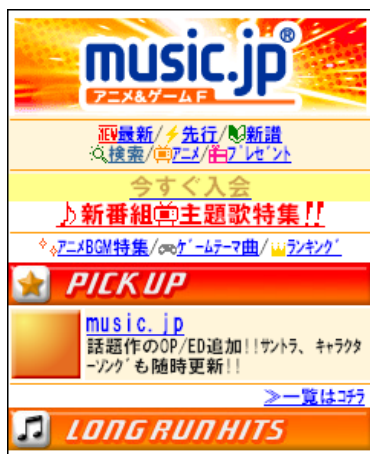 music.jp®
アニメ&ゲームF
NEW最新/先行/新譜
検索/アニメ/プレゼント
今すぐ入会
新番組主題歌特集!!
アニメBGM特集/ゲームテーマ曲/ランキング
PICK UP
music.jp
話題作のOP/ED追加!!サントラ、キャラクターソングも随時更新!!
≫一覧はコチラ
LONG RUN HITS